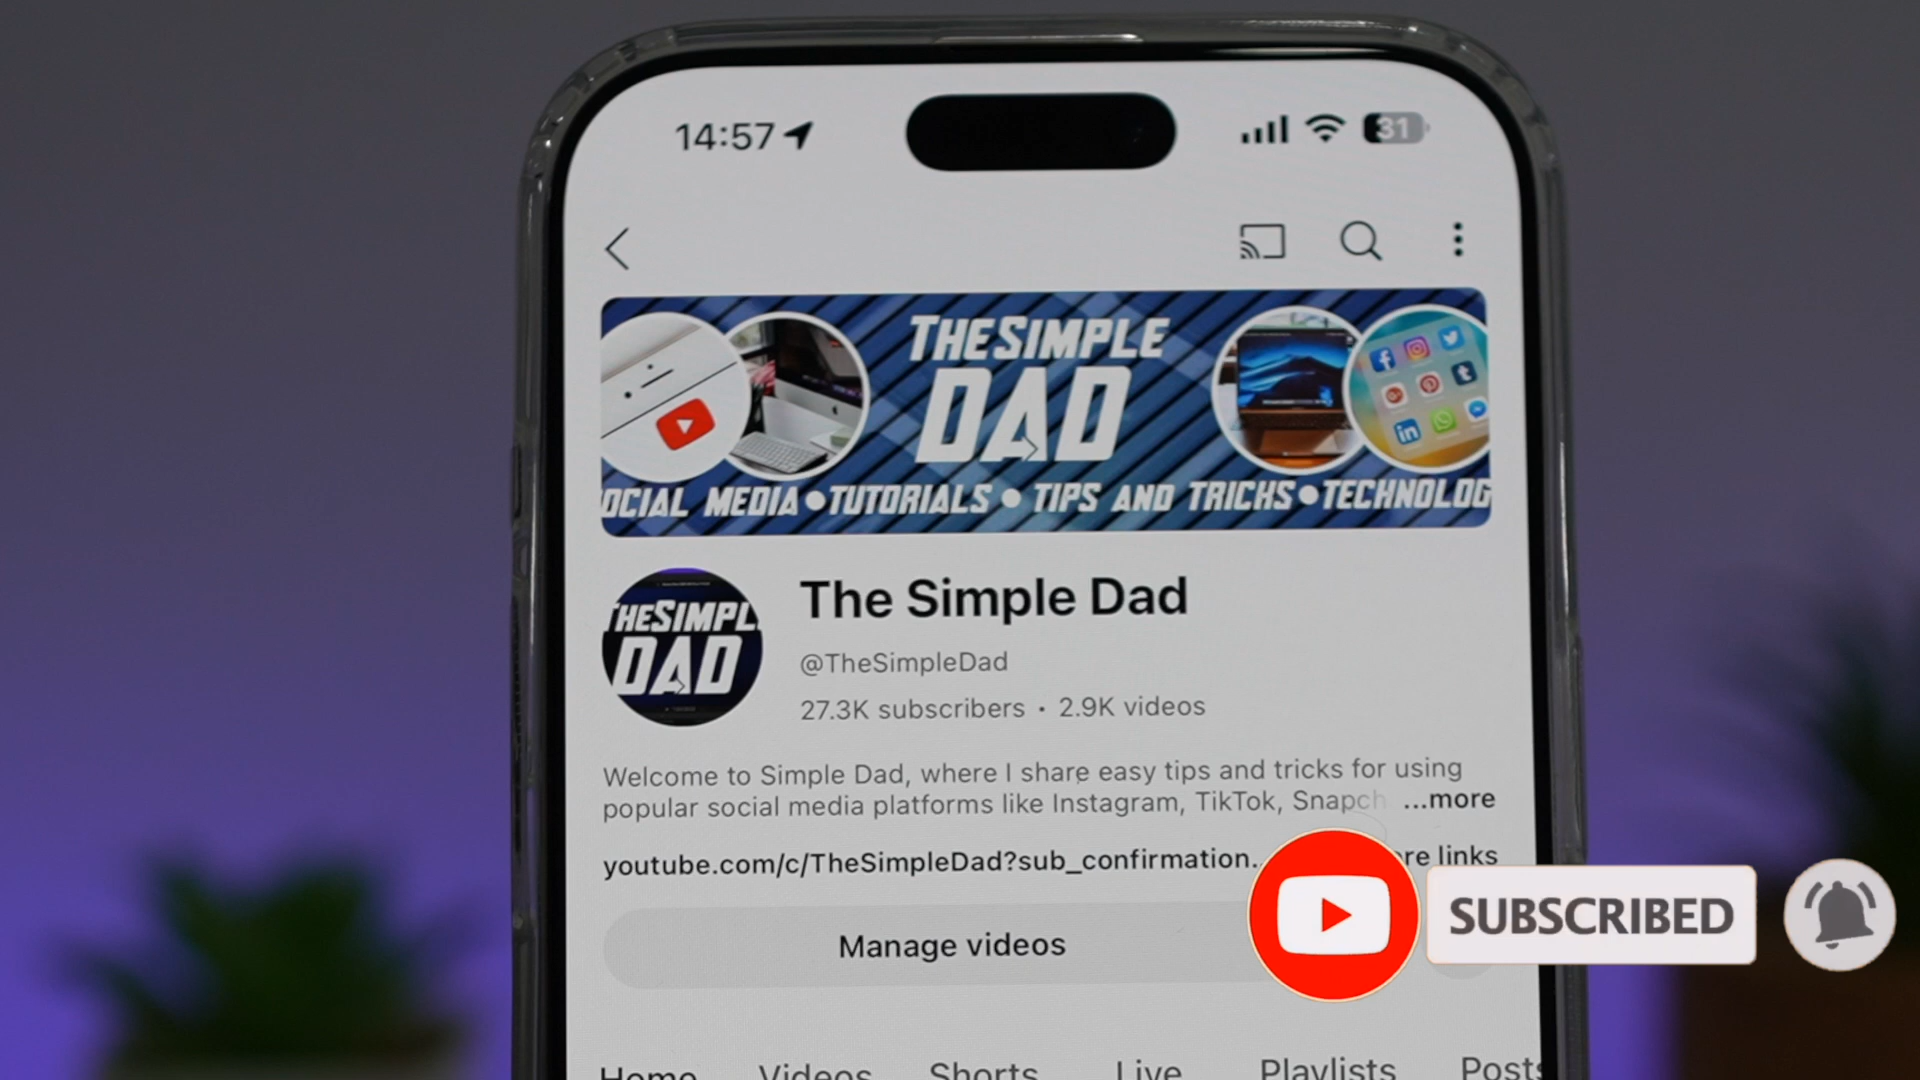 14:57
31
THESIMPLE
DAD
OCIAL MEDIA●TUTORIALS ● TIPS AND TRICKS●TECHNOLOG
THESIMPL
DAD
The Simple Dad
@TheSimpleDad
27.3K subscribers · 2.9K videos
Welcome to Simple Dad, where I share easy tips and tricks for using
popular social media platforms like Instagram, TikTok, Snapch ...more
youtube.com/c/TheSimpleDad?sub_confirmation.. re links
Manage videos
SUBSCRIBED
Home Videos Shorts Live Playlists Posts